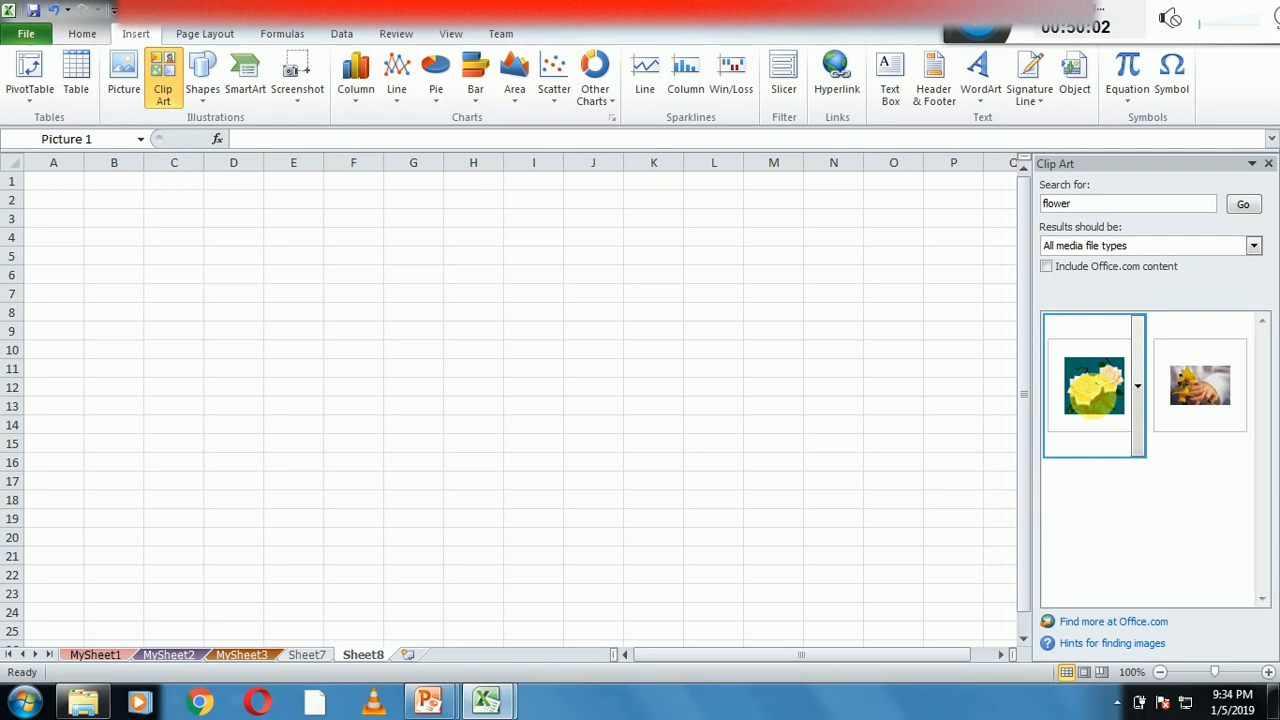 00:50:02
File Home Insert Page Layout Formulas Data Review View Team
PivotTable Table Picture Clip Art Shapes SmartArt Screenshot Column Line Pie Bar Area Scatter Other Charts Line Column Win/Loss Slicer Hyperlink Text Box Header & Footer WordArt Signature Line Object Equation Symbol
Tables Illustrations Charts Sparklines Filter Links Text Symbols
Picture 1 fx
A B C D E F G H I J K L M N O P
1
2
3
4
5
6
7
8
9
10
11
12
13
14
15
16
17
18
19
20
21
22
23
24
25
Clip Art
Search for:
flower Go
Results should be:
All media file types
Include Office.com content
Find more at Office.com
Hints for finding images
MySheet1 MySheet2 MySheet3 Sheet7 Sheet8
Ready 100%
9:34 PM
1/5/2019